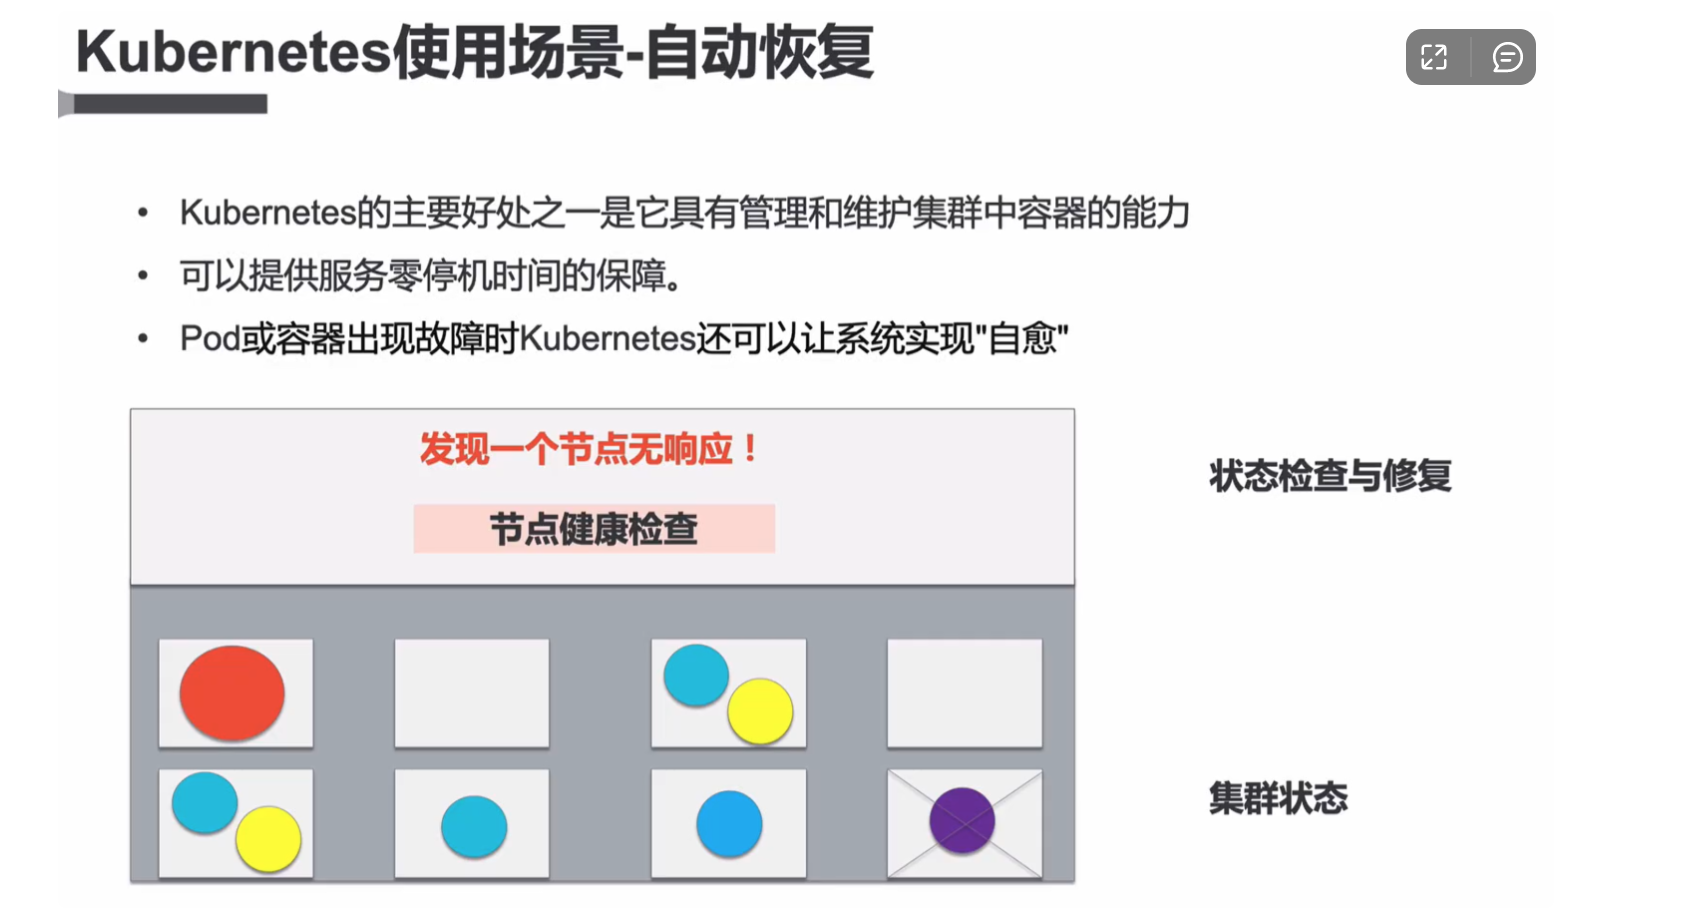 Kubernetes使用场景-自动恢复
• Kubernetes的主要好处之一是它具有管理和维护集群中容器的能力
• 可以提供服务零停机时间的保障。
• Pod或容器出现故障时Kubernetes还可以让系统实现"自愈"
发现一个节点无响应！
状态检查与修复
节点健康检查
集群状态